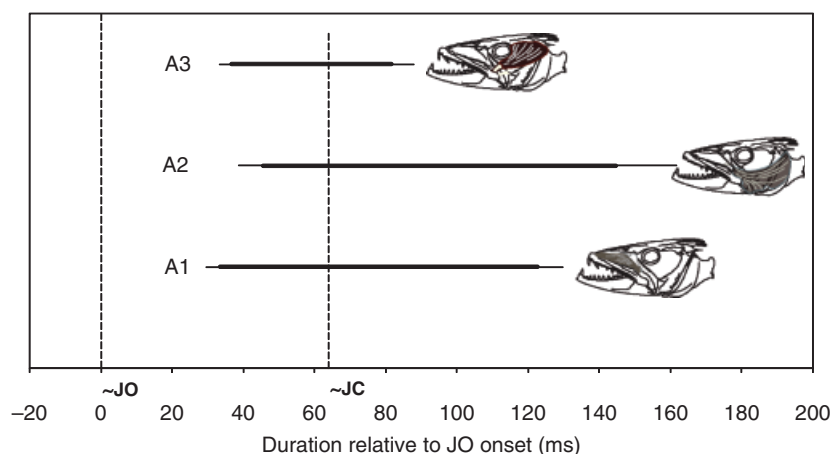 A3
A2
A1
~JO ~JC
–20 0 20 40 60 80 100 120 140 160 180 200
Duration relative to JO onset (ms)